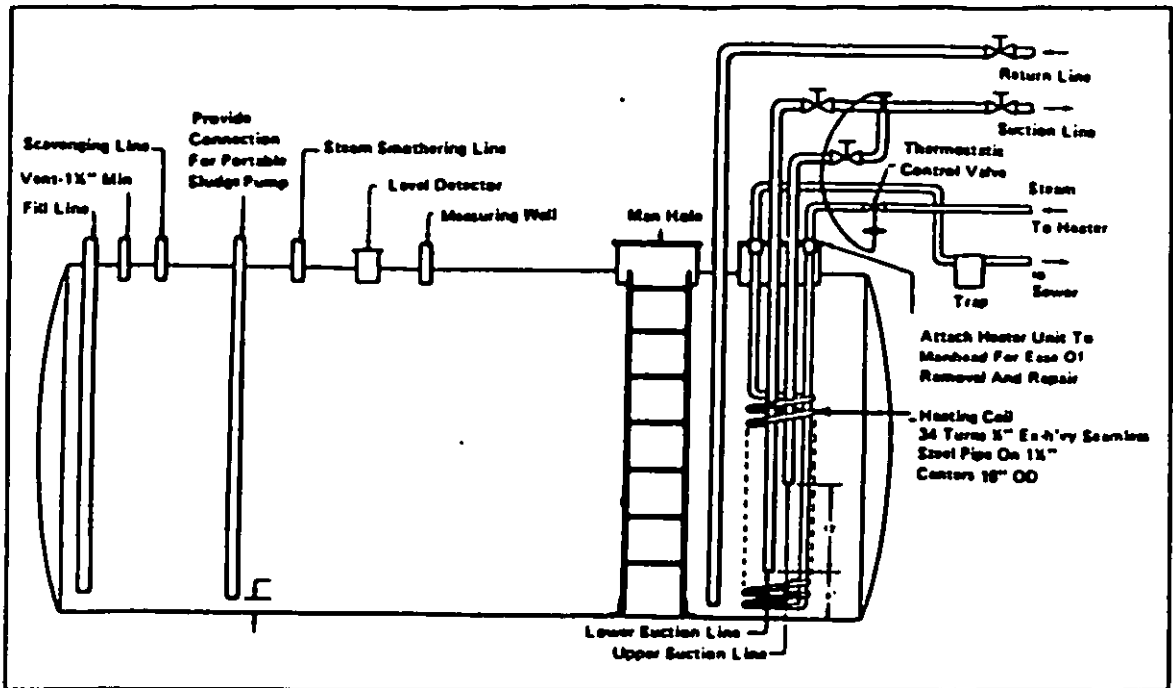 Return Line
Suction Line
Provide
Connection
For Portable
Sludge Pump
Scavenging Line
Vent-1½" Min
Fill Line
Steam Smothering Line
Level Detector
Measuring Well
Man Hole
Thermostatic
Control Valve
Steam
To Heater
Trap
Sewer
Attach Heater Unit To
Manhead For Ease Of
Removal And Repair
Heating Coil
34 Turns Ex-h'vy Seamless
Steel Pipe On 1½"
Centers 16" OD
Lower Suction Line
Upper Suction Line